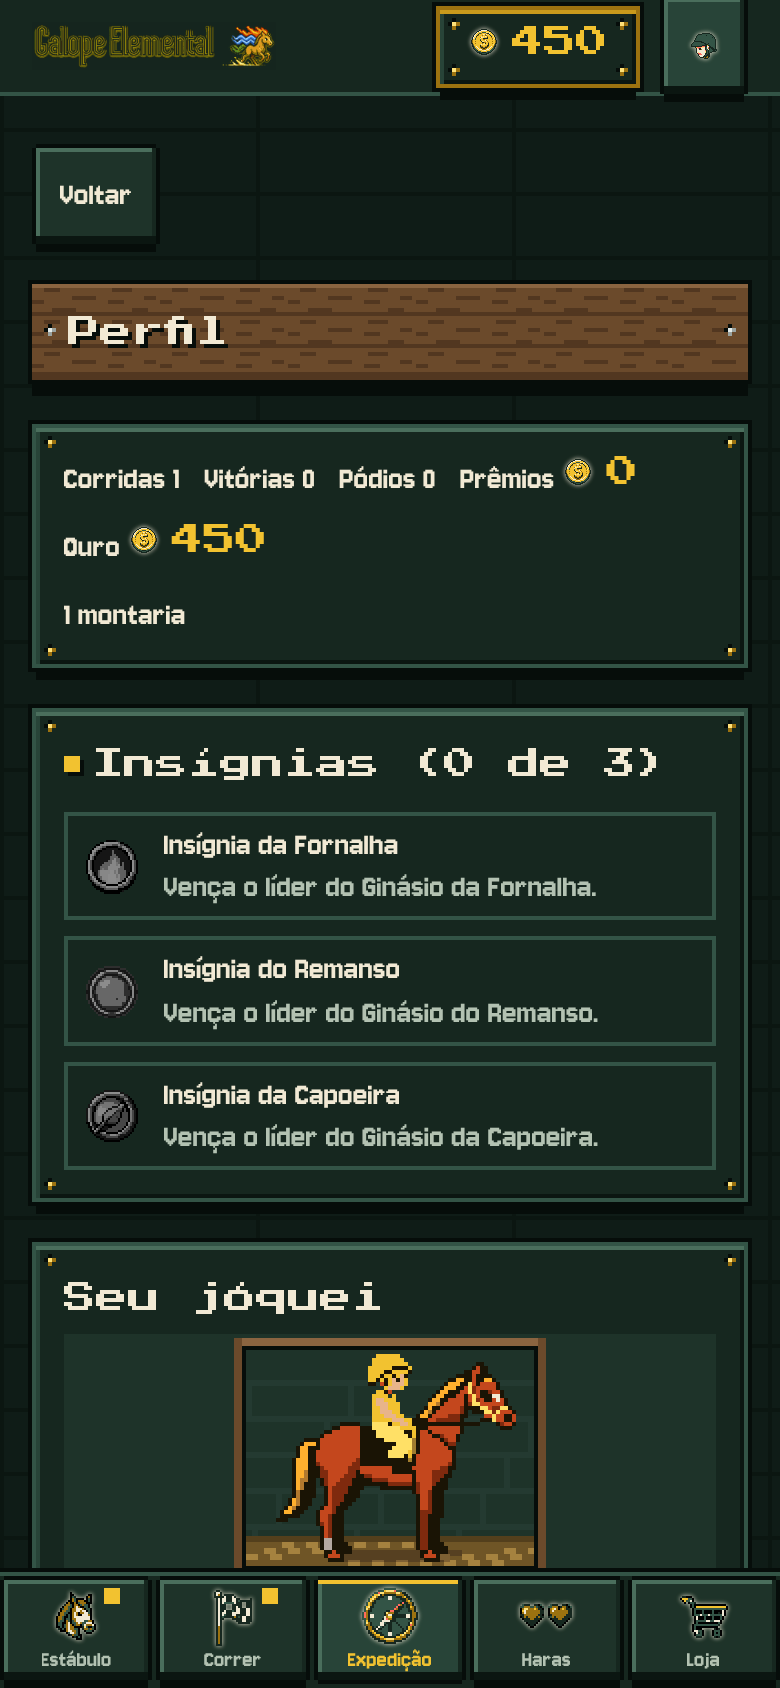 Galope Elemental
450
Voltar
Perfil
Corridas 1 Vitórias 0 Pódios 0 Prêmios 0
Ouro 450
1 montaria
Insígnias (0 de 3)
Insígnia da Fornalha
Vença o líder do Ginásio da Fornalha.
Insígnia do Remanso
Vença o líder do Ginásio do Remanso.
Insígnia da Capoeira
Vença o líder do Ginásio da Capoeira.
Seu jóquei
Estábulo Correr Expedição Haras Loja